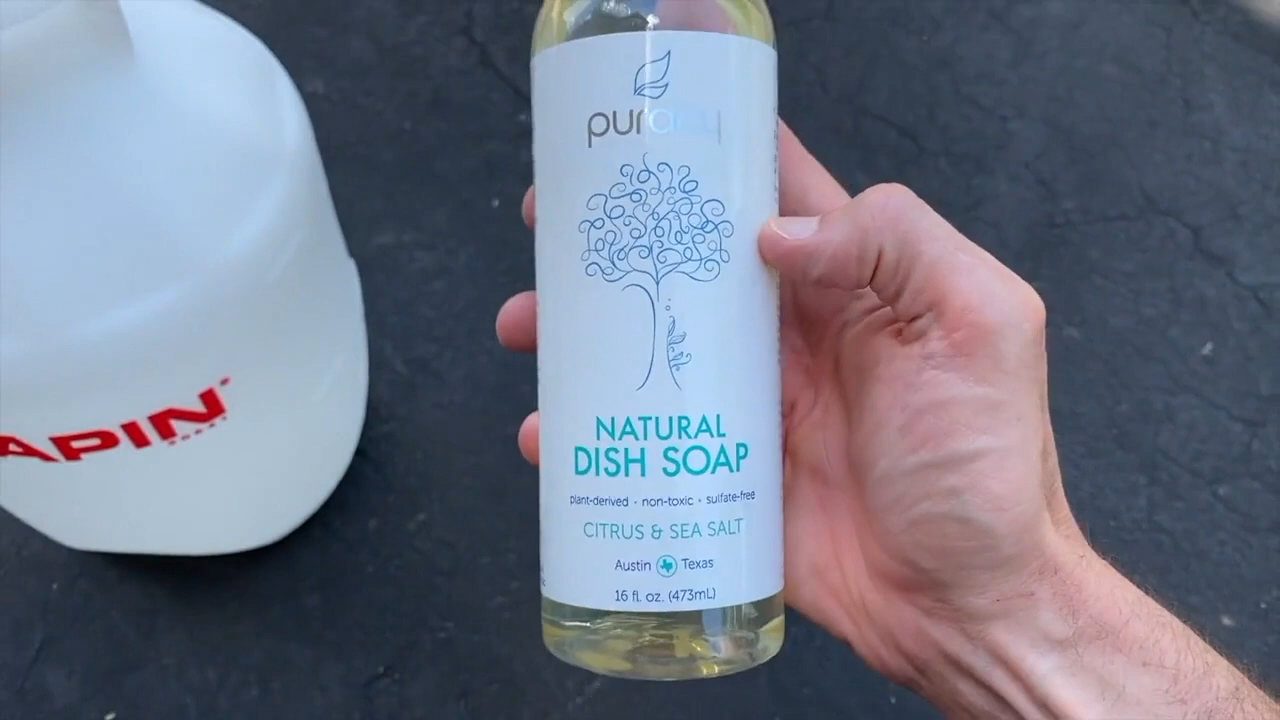 puracy
NATURAL
DISH SOAP
plant-derived • non-toxic • sulfate-free
CITRUS & SEA SALT
Austin Texas
16 fl. oz. (473mL)
APIN